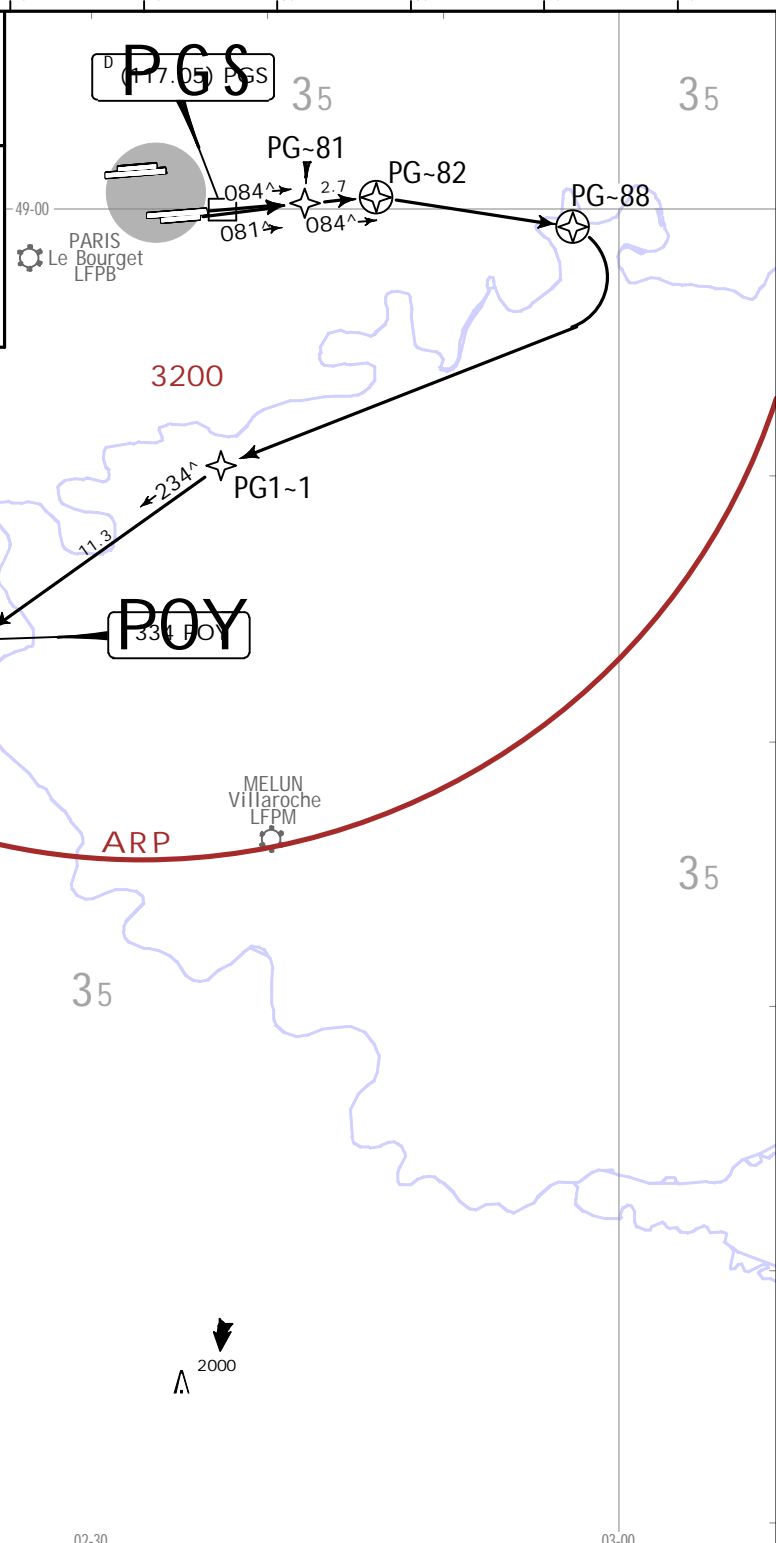 PGS
D (117.05) PGS
35
35
PG~81
PG~82
PG~88
084^
2.7
49-00
081^
084^
PARIS
Le Bourget
LFPB
3200
234^
PG1~1
11.3
POY
334 POY
MELUN
Villaroche
LFPM
ARP
35
35
2000
02-30
03-00